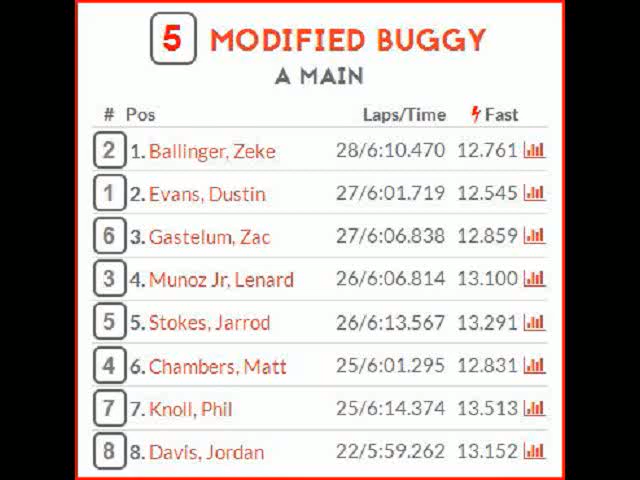 5 MODIFIED BUGGY
A MAIN
# Pos Laps/Time Fast
2 1. Ballinger, Zeke 28/6:10.470 12.761
1 2. Evans, Dustin 27/6:01.719 12.545
6 3. Gastelum, Zac 27/6:06.838 12.859
3 4. Munoz Jr, Lenard 26/6:06.814 13.100
5 5. Stokes, Jarrod 26/6:13.567 13.291
4 6. Chambers, Matt 25/6:01.295 12.831
7 7. Knoll, Phil 25/6:14.374 13.513
8 8. Davis, Jordan 22/5:59.262 13.152